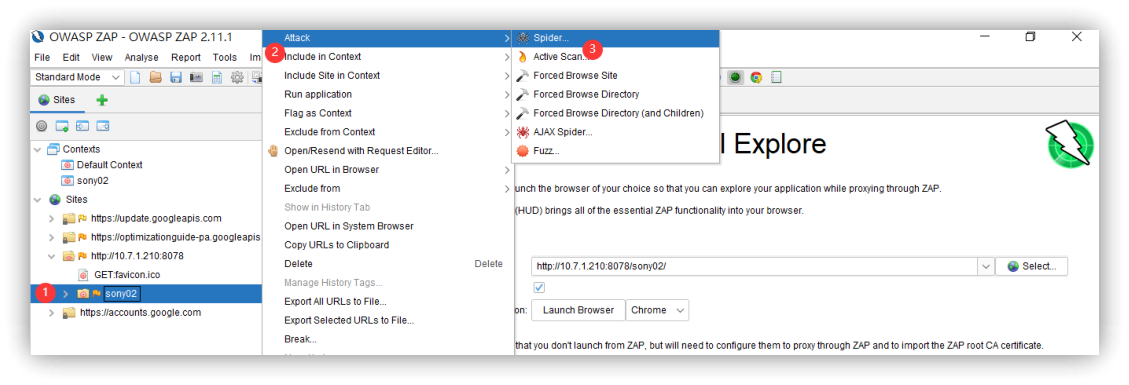 OWASP ZAP - OWASP ZAP 2.11.1
File Edit View Analyse Report Tools Im
Standard Mode
Sites
Contexts
Default Context
sony02
Sites
https://update.googleapis.com
https://optimizationguide-pa.googleapis
http://10.7.1.210:8078
GET:favicon.ico
1
sony02
https://accounts.google.com
Attack
2
Include in Context
Include Site in Context
Run application
Flag as Context
Exclude from Context
Open/Resend with Request Editor...
Open URL in Browser
Exclude from
Show in History Tab
Open URL in System Browser
Copy URLs to Clipboard
Delete Delete
Manage History Tags...
Export All URLs to File...
Export Selected URLs to File...
Break...
Spider...
3
Active Scan...
Forced Browse Site
Forced Browse Directory
Forced Browse Directory (and Children)
AJAX Spider...
Fuzz...
l Explore
unch the browser of your choice so that you can explore your application while proxying through ZAP.
(HUD) brings all of the essential ZAP functionality into your browser.
http://10.7.1.210:8078/sony02/
Select...
on: Launch Browser Chrome
that you don't launch from ZAP, but will need to configure them to proxy through ZAP and to import the ZAP root CA certificate.